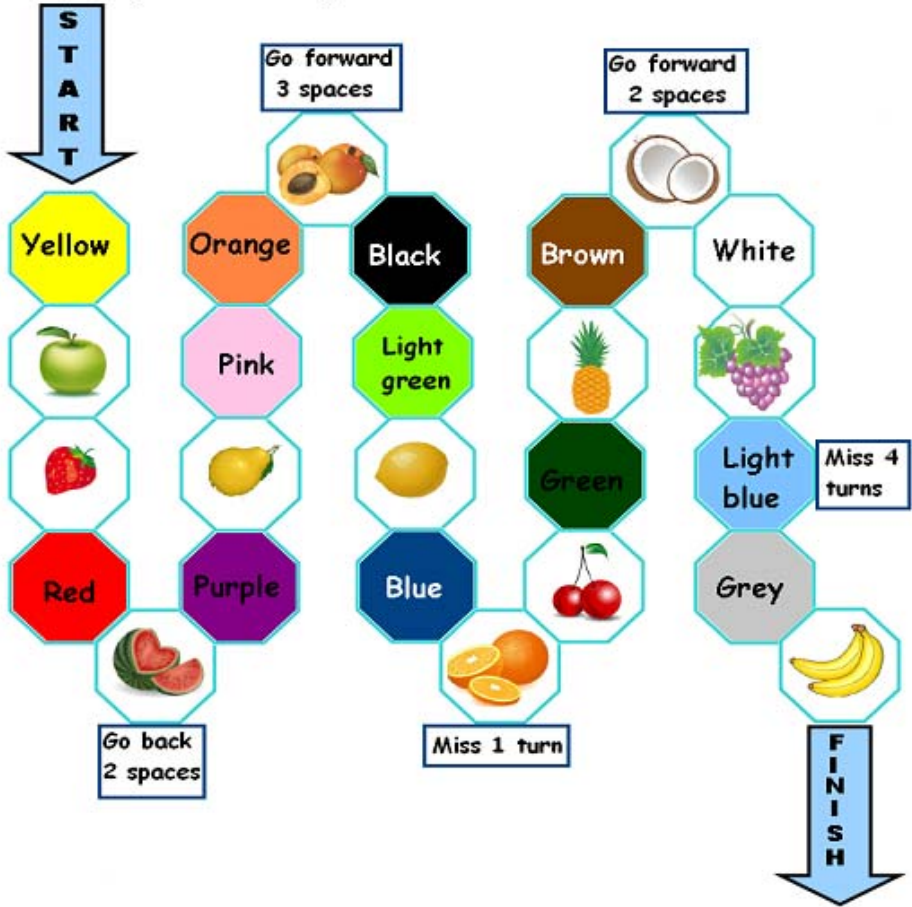 START
Go forward
3 spaces
Go forward
2 spaces
Yellow
Orange
Black
Brown
White
Pink
Light
green
Green
Light
blue
Miss 4
turns
Red
Purple
Blue
Grey
Go back
2 spaces
Miss 1 turn
FINISH